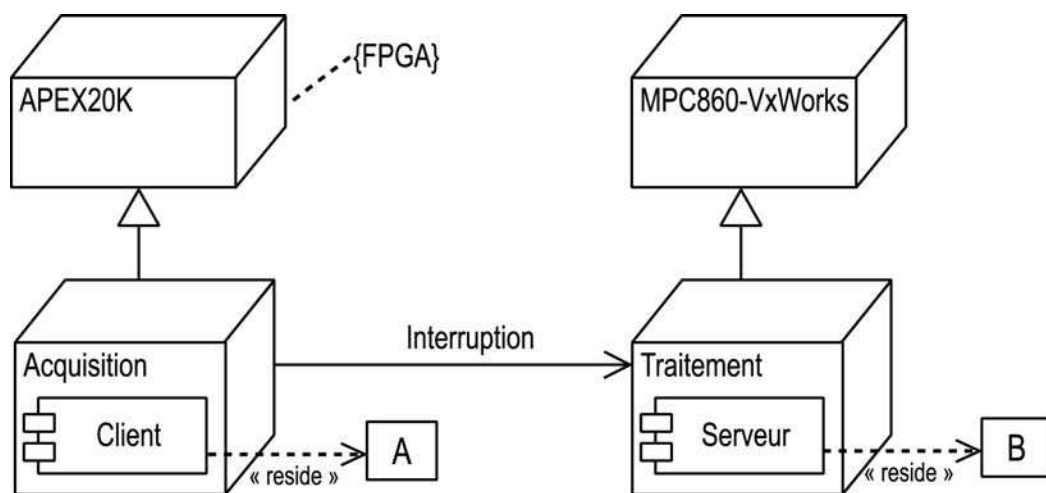 APEX20K
{FPGA}
MPC860-VxWorks
Acquisition
Client
« reside »
A
Interruption
Traitement
Serveur
« reside »
B